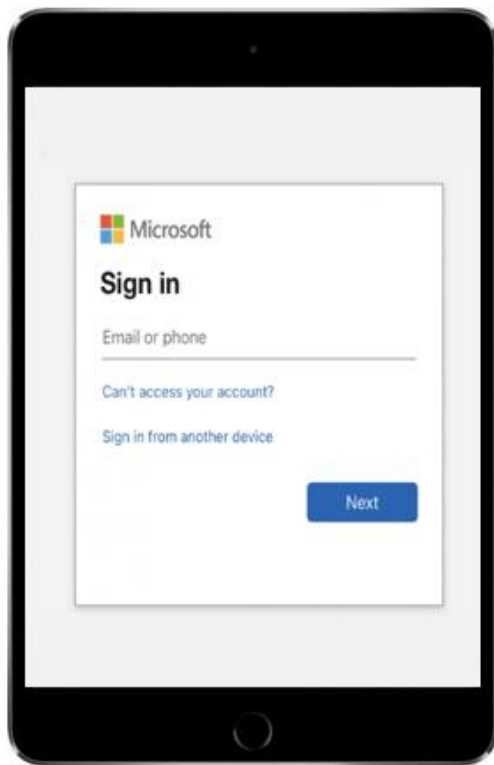 Microsoft
Sign in
Email or phone
Can't access your account?
Sign in from another device
Next